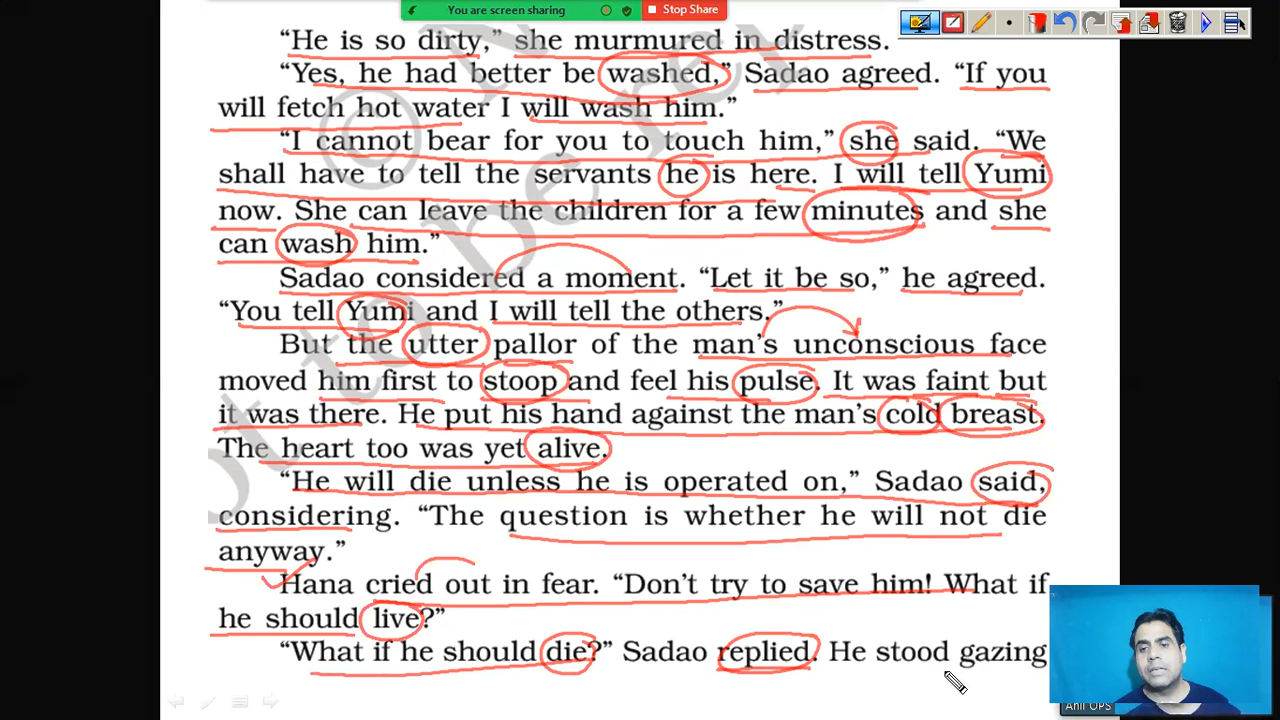 You are screen sharing
Stop Share
“He is so dirty,” she murmured in distress.
“Yes, he had better be washed,” Sadao agreed. “If you
will fetch hot water I will wash him.”
“I cannot bear for you to touch him,” she said. “We
shall have to tell the servants he is here. I will tell Yumi
now. She can leave the children for a few minutes and she
can wash him.”
Sadao considered a moment. “Let it be so,” he agreed.
“You tell Yumi and I will tell the others.”
But the utter pallor of the man’s unconscious face
moved him first to stoop and feel his pulse. It was faint but
it was there. He put his hand against the man’s cold breast.
The heart too was yet alive.
“He will die unless he is operated on,” Sadao said,
considering. “The question is whether he will not die
anyway.”
Hana cried out in fear. “Don’t try to save him! What if
he should live?”
“What if he should die?” Sadao replied. He stood gazing
Anil OPS
© N
not to be re